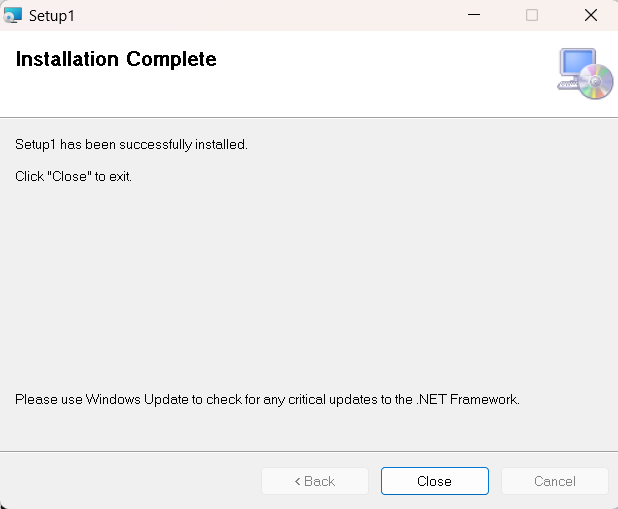 Setup1
Installation Complete
Setup1 has been successfully installed.
Click "Close" to exit.
Please use Windows Update to check for any critical updates to the .NET Framework.
< Back
Close
Cancel